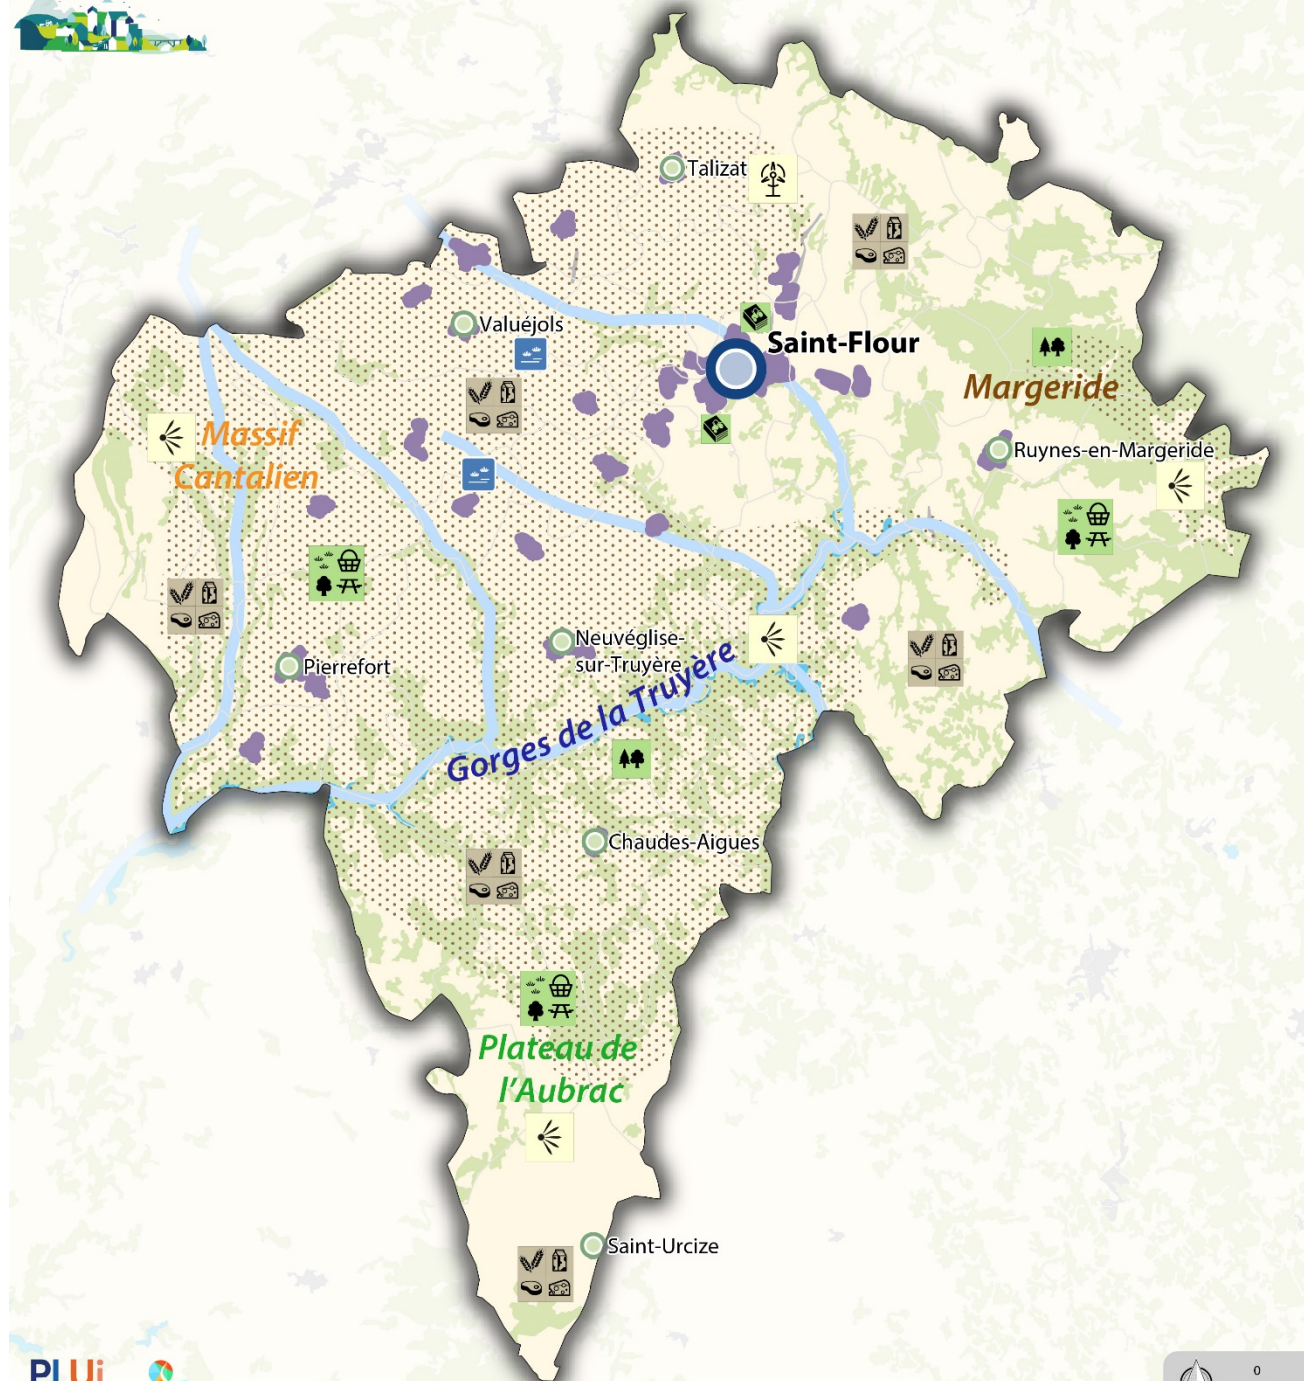 Talizat
Valuéjols
Saint-Flour
Margeride
Massif
Cantalien
Ruynes-en-Margeride
Neuvéglise-
sur-Truyère
Pierrefort
Gorges de la Truyère
Chaudes-Aigues
Plateau de
l'Aubrac
Saint-Urcize
PLUi
0